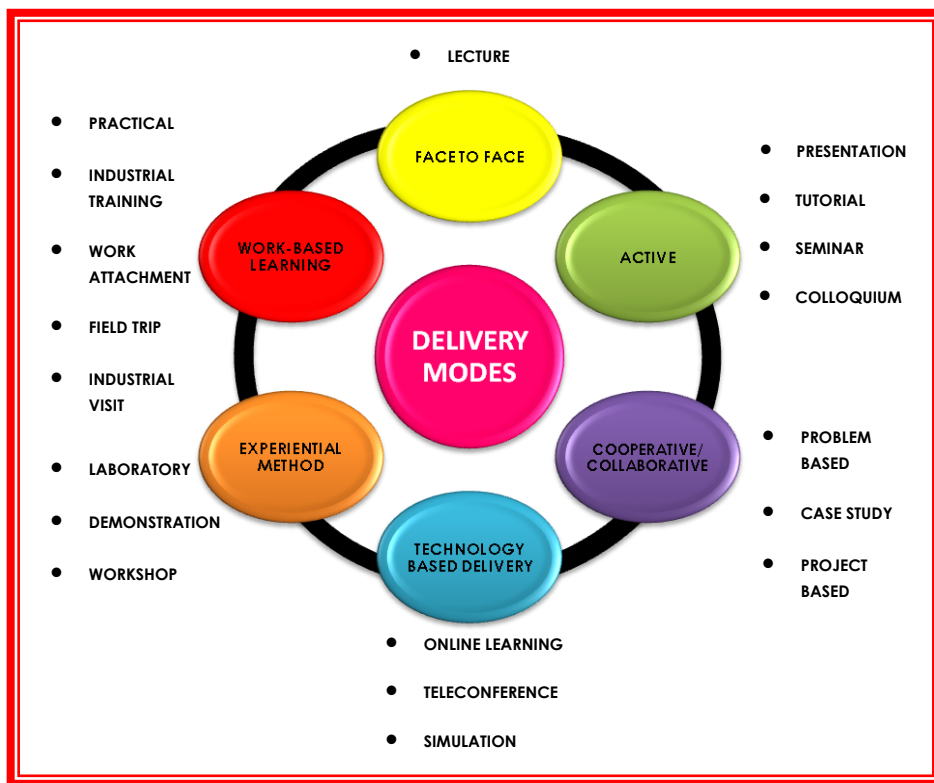 LECTURE
FACE TO FACE
PRACTICAL
INDUSTRIAL
TRAINING
WORK
ATTACHMENT
FIELD TRIP
INDUSTRIAL
VISIT
WORK-BASED
LEARNING
PRESENTATION
TUTORIAL
SEMINAR
COLLOQUIUM
ACTIVE
DELIVERY
MODES
EXPERIENTIAL
METHOD
LABORATORY
DEMONSTRATION
WORKSHOP
COOPERATIVE/
COLLABORATIVE
PROBLEM
BASED
CASE STUDY
PROJECT
BASED
TECHNOLOGY
BASED DELIVERY
ONLINE LEARNING
TELECONFERENCE
SIMULATION